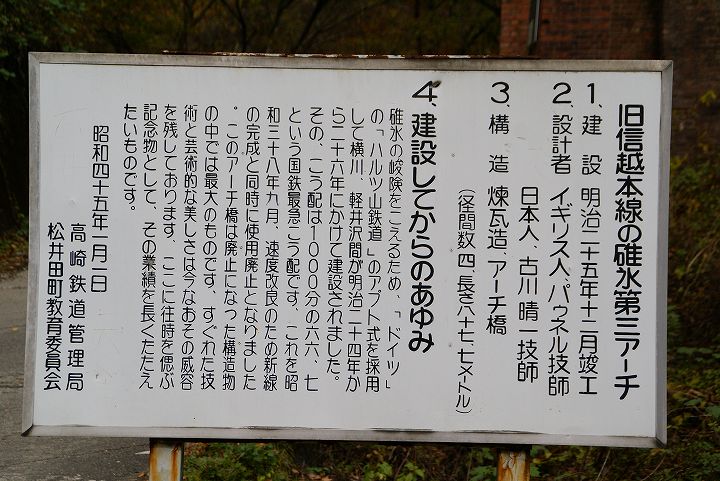 旧信越本線の碓氷第三アーチ
1、建設 明治二十五年十二月竣工
2、設計者 イギリス人、パゥネル技師
日本人、古川晴一技師
3、構造 煉瓦造 アーチ橋
（径間数 四、長さ八十七、七メートル）
4、建設してからのあゆみ
碓氷の峻険をこえるため、「ドイツ」
の「ハルツ山鉄道」のアプト式を採用
して横川、軽井沢間が明治二十四年か
ら二十六年にかけて建設されました。
その、こう配は1000分の六六、七
という国鉄最急こう配です、これを昭
和三十八年九月、速度改良のため新線
の完成と同時に使用廃止となりました
。このアーチ橋は廃止になった構造物
の中では最大のものです、すぐれた技
術と芸術的な美しさは今なおその威容
を残しております、ここに往時を偲ぶ
記念物として、その業績を長くたたえ
たいものです。
昭和四十五年一月一日
高崎鉄道管理局
松井田町教育委員会